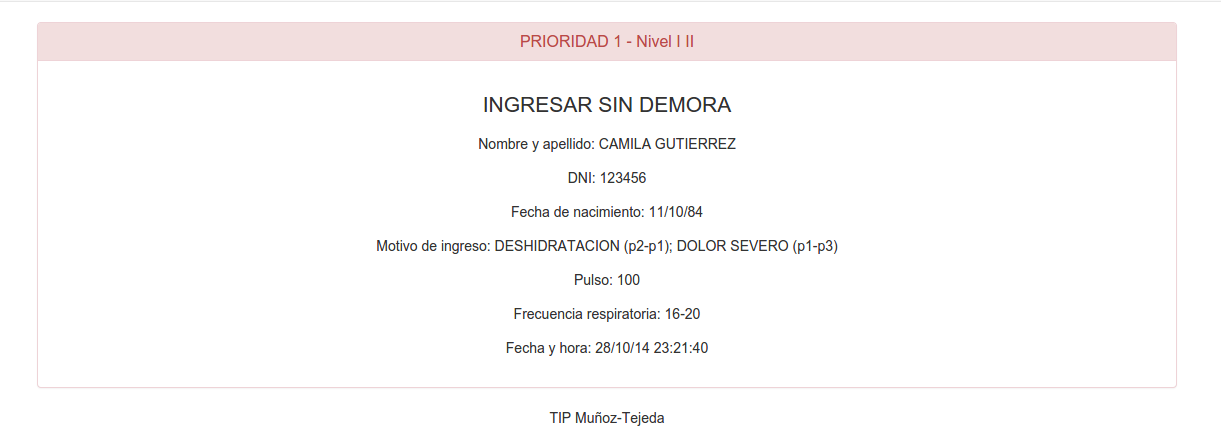 PRIORIDAD 1 - Nivel I II
INGRESAR SIN DEMORA
Nombre y apellido: CAMILA GUTIERREZ
DNI: 123456
Fecha de nacimiento: 11/10/84
Motivo de ingreso: DESHIDRATACION (p2-p1); DOLOR SEVERO (p1-p3)
Pulso: 100
Frecuencia respiratoria: 16-20
Fecha y hora: 28/10/14 23:21:40
TIP Muñoz-Tejeda